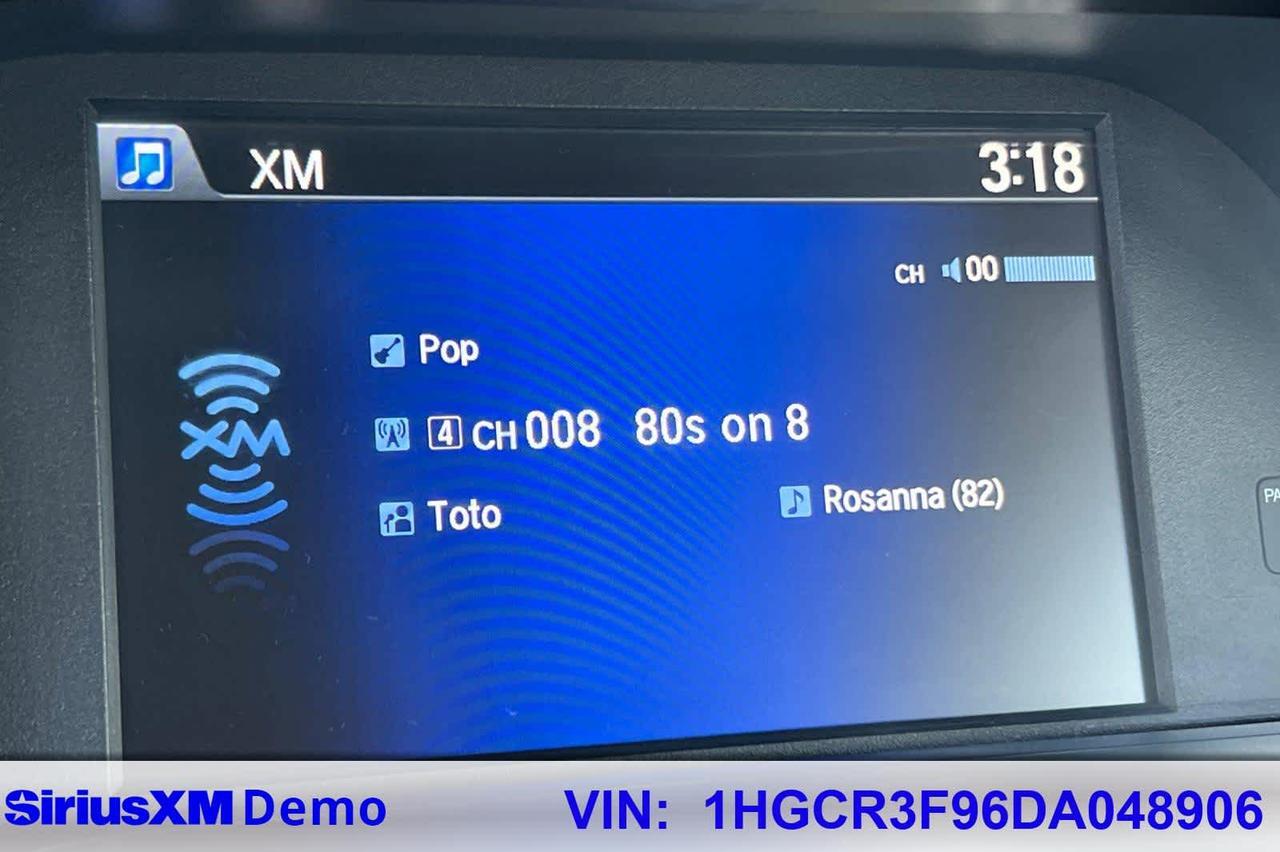 XM 3:18
CH 00
Pop
XM
4 CH 008 80s on 8
Toto Rosanna (82)
PA
SiriusXM Demo VIN: 1HGCR3F96DA048906